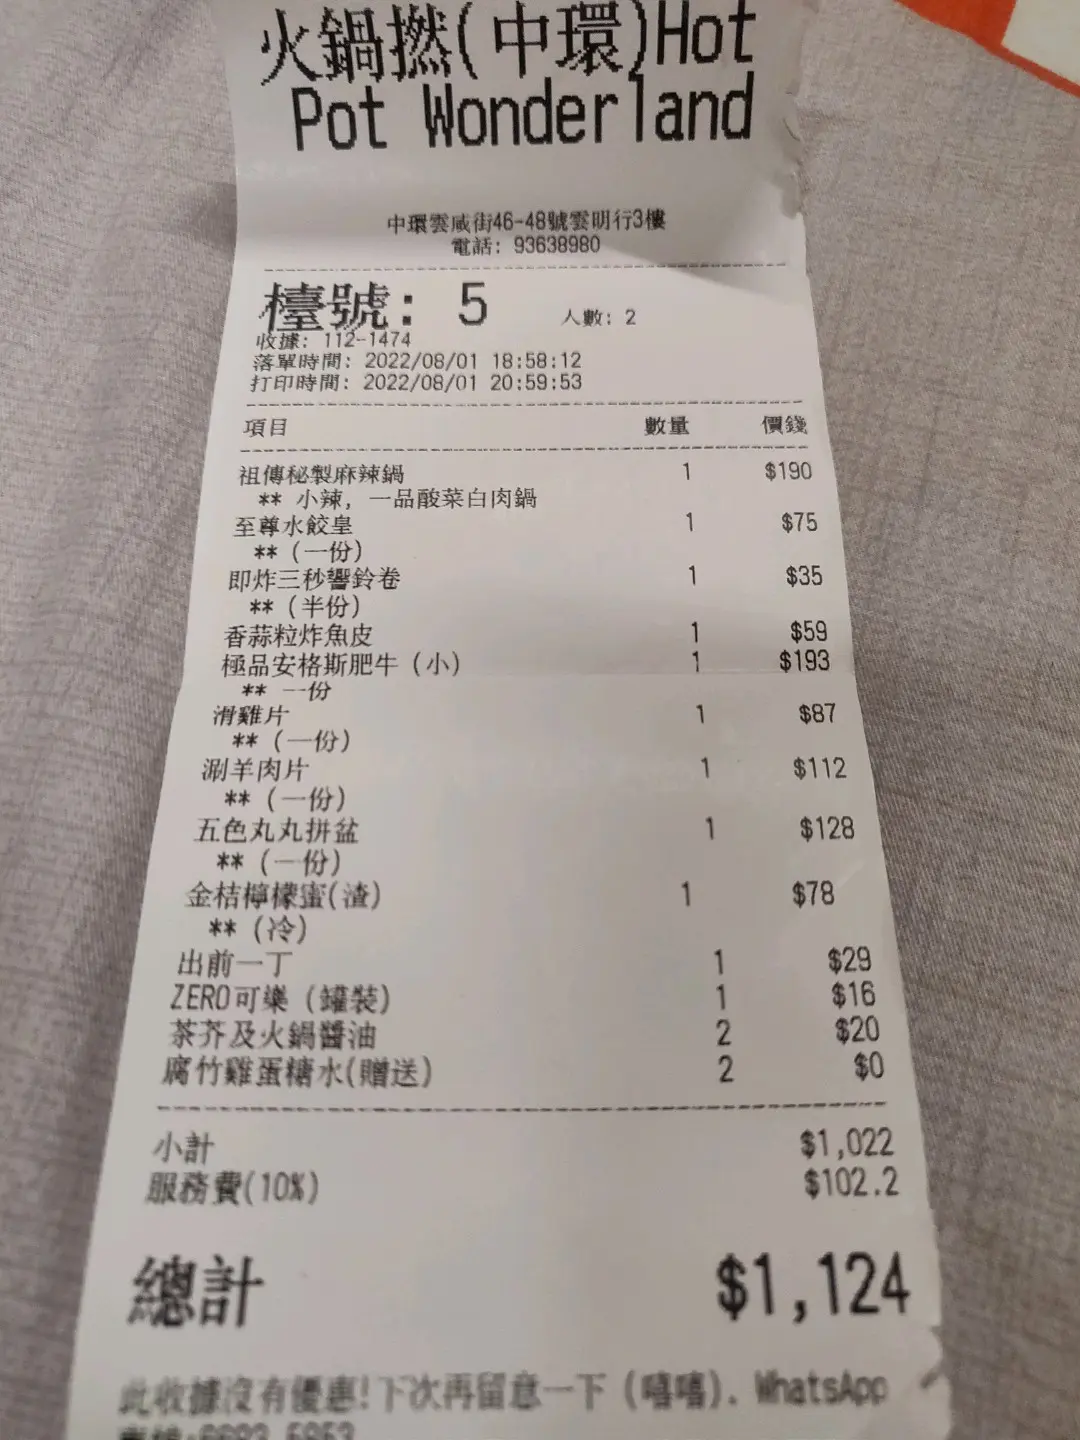 火鍋撚(中環)Hot
Pot Wonderland
中環雲咸街46-48號雲明行3樓
電話: 93638980
檯號: 5 人數: 2
收據: 112-1474
落單時間: 2022/08/01 18:58:12
打印時間: 2022/08/01 20:59:53
項目 數量 價錢
祖傳秘製麻辣鍋 1 $190
** 小辣, 一品酸菜白肉鍋
至尊水餃皇 1 $75
** (一份)
即炸三秒響鈴卷 1 $35
** (半份)
香蒜粒炸魚皮 1 $59
極品安格斯肥牛 (小) 1 $193
** 一份
滑雞片 1 $87
** (一份)
涮羊肉片 1 $112
** (一份)
五色丸丸拼盆 1 $128
** (一份)
金桔檸檬蜜(渣) 1 $78
** (冷)
出前一丁 1 $29
ZERO可樂 (罐裝) 1 $16
茶芥及火鍋醬油 2 $20
腐竹雞蛋糖水(贈送) 2 $0
小計 $1,022
服務費(10%) $102.2
總計 $1,124
此收據沒有優惠!下次再留意一下 (嘻嘻). WhatsApp